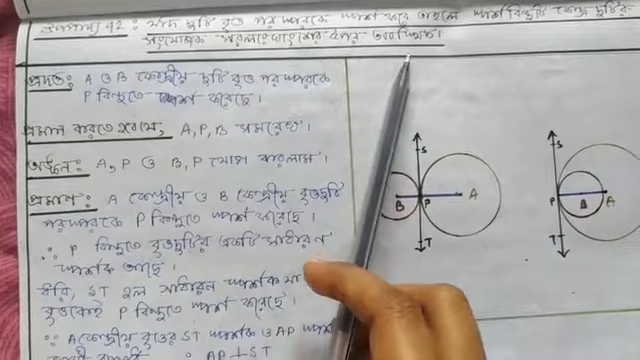 উপপাদ্য 42 : যদি দুটি বৃত্ত পরস্পরকে স্পর্শ করে তাহলে স্পর্শবিন্দুটি কেন্দ্র দুটির
সংযোজক সরলরেখাংশের উপর অবস্থিত।
প্রদত্ত: A ও B কেন্দ্রীয় দুটি বৃত্ত পরস্পরকে
P বিন্দুতে স্পর্শ করেছে।
প্রমাণ করতে হবে যে, A, P, B সমরেখ।
অঙ্কন: A, P ও B, P যোগ করলাম।
প্রমাণ: A কেন্দ্রীয় ও B কেন্দ্রীয় বৃত্তদুটি
পরস্পরকে P বিন্দুতে স্পর্শ করেছে।
∴ P বিন্দুতে বৃত্তদুটির একটি সাধারণ
স্পর্শক আছে।
ধরি, ST হল সাধারণ স্পর্শক যা
বৃত্তকেই P বিন্দুতে স্পর্শ করেছে।
∴ A কেন্দ্রীয় বৃত্তের ST স্পর্শক ও AP
∴ AP ⊥ ST
S
B P A
T
S
P B A
T